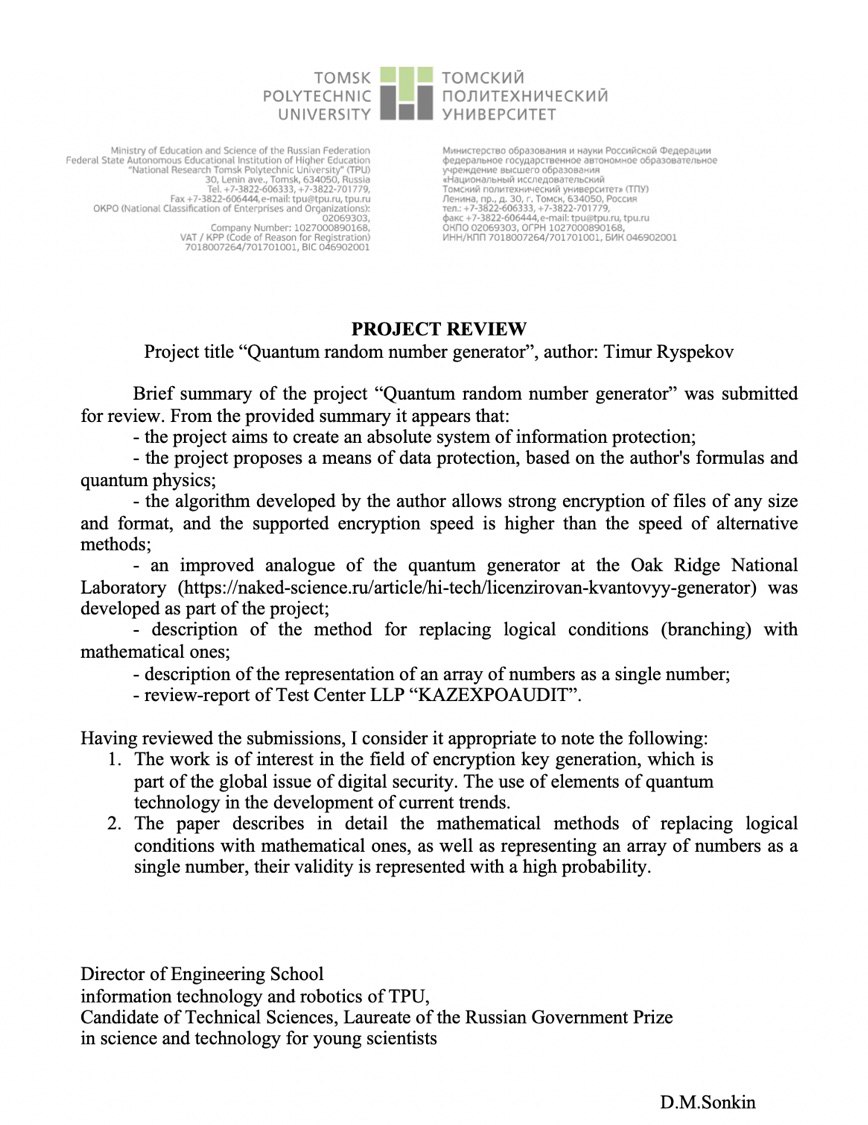 TOMSK
POLYTECHNIC
UNIVERSITY
ТОМСКИЙ
ПОЛИТЕХНИЧЕСКИЙ
УНИВЕРСИТЕТ
Ministry of Education and Science of the Russian Federation
Federal State Autonomous Educational Institution of Higher Education
"National Research Tomsk Polytechnic University" (TPU)
30, Lenin ave., Tomsk, 634050, Russia
Tel. +7-3822-606333, +7-3822-701779,
Fax +7-3822-606444,e-mail: tpu@tpu.ru, tpu.ru
OKPO (National Classification of Enterprises and Organizations):
02069303,
Company Number: 1027000890168,
VAT / KPP (Code of Reason for Registration)
7018007264/701701001, BIC 046902001
Министерство образования и науки Российской Федерации
федеральное государственное автономное образовательное
учреждение высшего образования
«Национальный исследовательский
Томский политехнический университет» (ТПУ)
Ленина, пр., д. 30, г. Томск, 634050, Россия
тел.: +7-3822-606333, +7-3822-701779,
факс +7-3822-606444,e-mail: tpu@tpu.ru, tpu.ru
ОКПО 02069303, ОГРН 1027000890168,
ИНН/КПП 7018007264/701701001, БИК 046902001
PROJECT REVIEW
Project title “Quantum random number generator”, author: Timur Ryspekov
Brief summary of the project “Quantum random number generator” was submitted
for review. From the provided summary it appears that:
- the project aims to create an absolute system of information protection;
- the project proposes a means of data protection, based on the author's formulas and
quantum physics;
- the algorithm developed by the author allows strong encryption of files of any size
and format, and the supported encryption speed is higher than the speed of alternative
methods;
- an improved analogue of the quantum generator at the Oak Ridge National
Laboratory (https://naked-science.ru/article/hi-tech/licenzirovan-kvantovyy-generator) was
developed as part of the project;
- description of the method for replacing logical conditions (branching) with
mathematical ones;
- description of the representation of an array of numbers as a single number;
- review-report of Test Center LLP “KAZEXPOAUDIT”.
Having reviewed the submissions, I consider it appropriate to note the following:
1. The work is of interest in the field of encryption key generation, which is
part of the global issue of digital security. The use of elements of quantum
technology in the development of current trends.
2. The paper describes in detail the mathematical methods of replacing logical
conditions with mathematical ones, as well as representing an array of numbers as a
single number, their validity is represented with a high probability.
Director of Engineering School
information technology and robotics of TPU,
Candidate of Technical Sciences, Laureate of the Russian Government Prize
in science and technology for young scientists
D.M.Sonkin